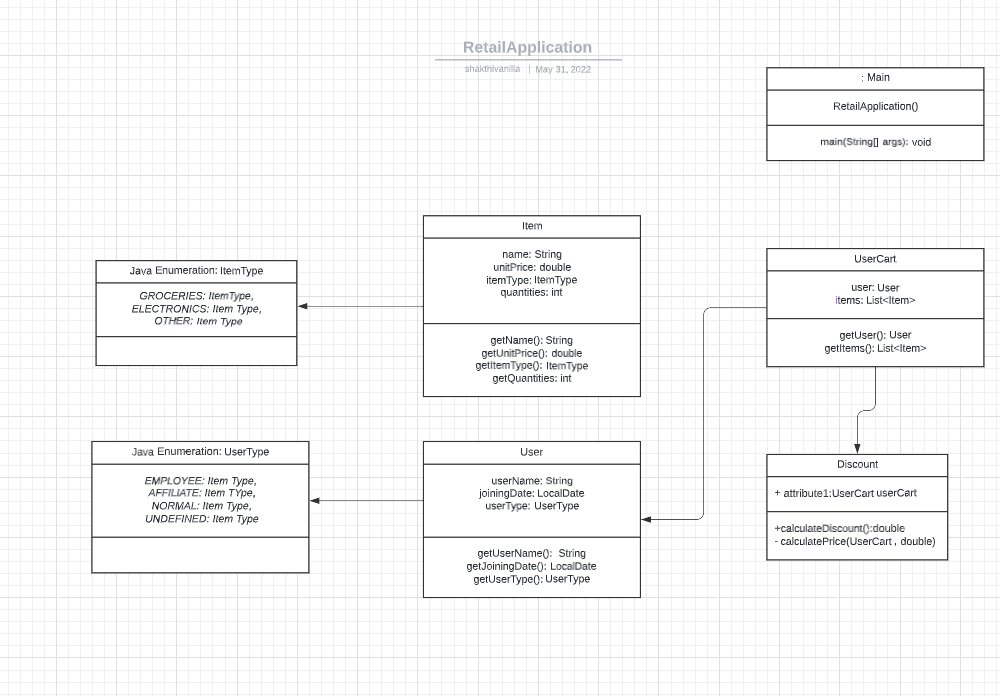 RetailApplication
shakthivanilla | May 31, 2022
: Main
RetailApplication()
main(String[] args): void
Item
name: String
unitPrice: double
itemType: ItemType
quantities: int
getName(): String
getUnitPrice(): double
getItemType(): ItemType
getQuantities: int
Java Enumeration: ItemType
GROCERIES: ItemType,
ELECTRONICS: Item Type,
OTHER: Item Type
UserCart
user: User
items: List<Item>
getUser(): User
getItems(): List<Item>
Java Enumeration: UserType
EMPLOYEE: Item Type,
AFFILIATE: Item TYpe,
NORMAL: Item Type,
UNDEFINED: Item Type
User
userName: String
joiningDate: LocalDate
userType: UserType
getUserName(): String
getJoiningDate(): LocalDate
getUserType(): UserType
Discount
+ attribute1:UserCart userCart
+calculateDiscount():double
- calculatePrice(UserCart , double)